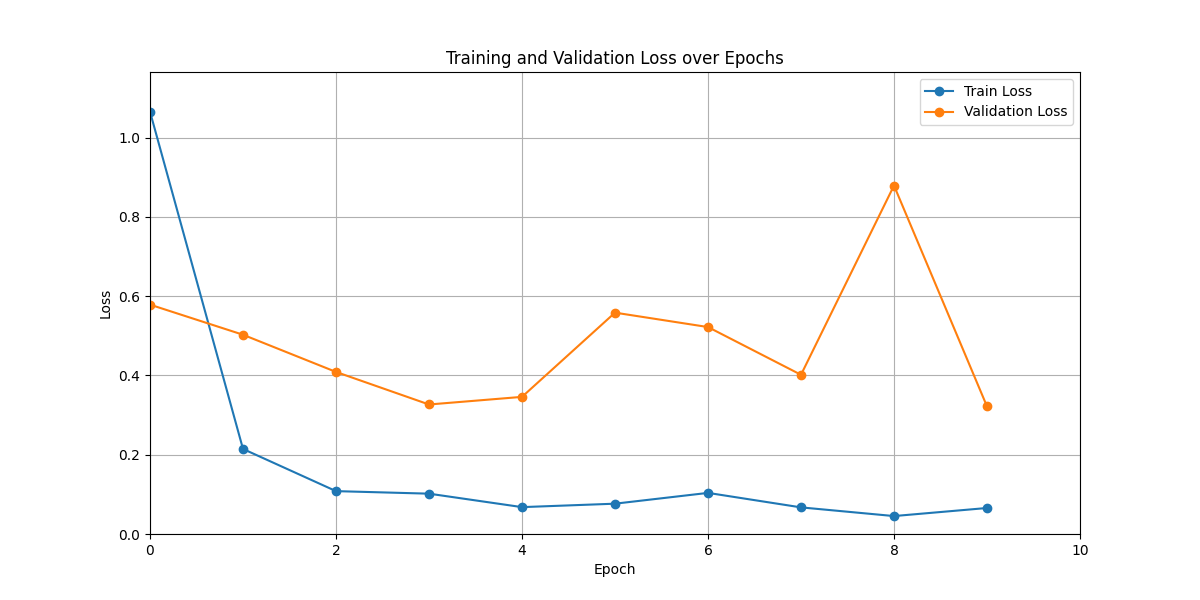 Training and Validation Loss over Epochs
Train Loss
Validation Loss
Loss
1.0
0.8
0.6
0.4
0.2
0.0
0 2 4 6 8 10
Epoch